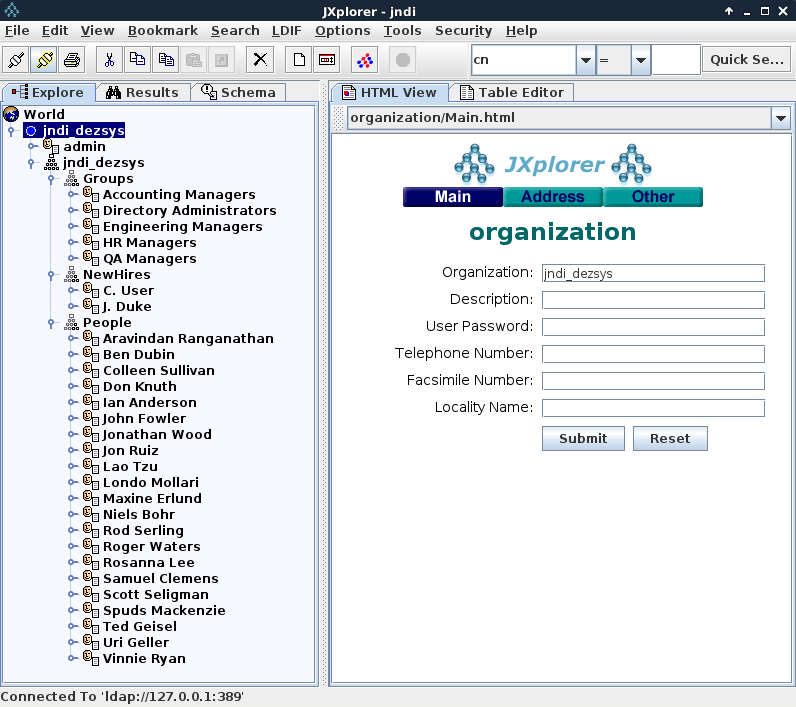 JXplorer - jndi
File Edit View Bookmark Search LDIF Options Tools Security Help
cn = Quick Se...
Explore Results Schema
World
jndi_dezsys
admin
jndi_dezsys
Groups
Accounting Managers
Directory Administrators
Engineering Managers
HR Managers
QA Managers
NewHires
C. User
J. Duke
People
Aravindan Ranganathan
Ben Dubin
Colleen Sullivan
Don Knuth
Ian Anderson
John Fowler
Jonathan Wood
Jon Ruiz
Lao Tzu
Londo Mollari
Maxine Erlund
Niels Bohr
Rod Serling
Roger Waters
Rosanna Lee
Samuel Clemens
Scott Seligman
Spuds Mackenzie
Ted Geisel
Uri Geller
Vinnie Ryan
HTML View Table Editor
organization/Main.html
JXplorer
Main Address Other
organization
Organization: jndi_dezsys
Description:
User Password:
Telephone Number:
Facsimile Number:
Locality Name:
Submit Reset
Connected To 'ldap://127.0.0.1:389'